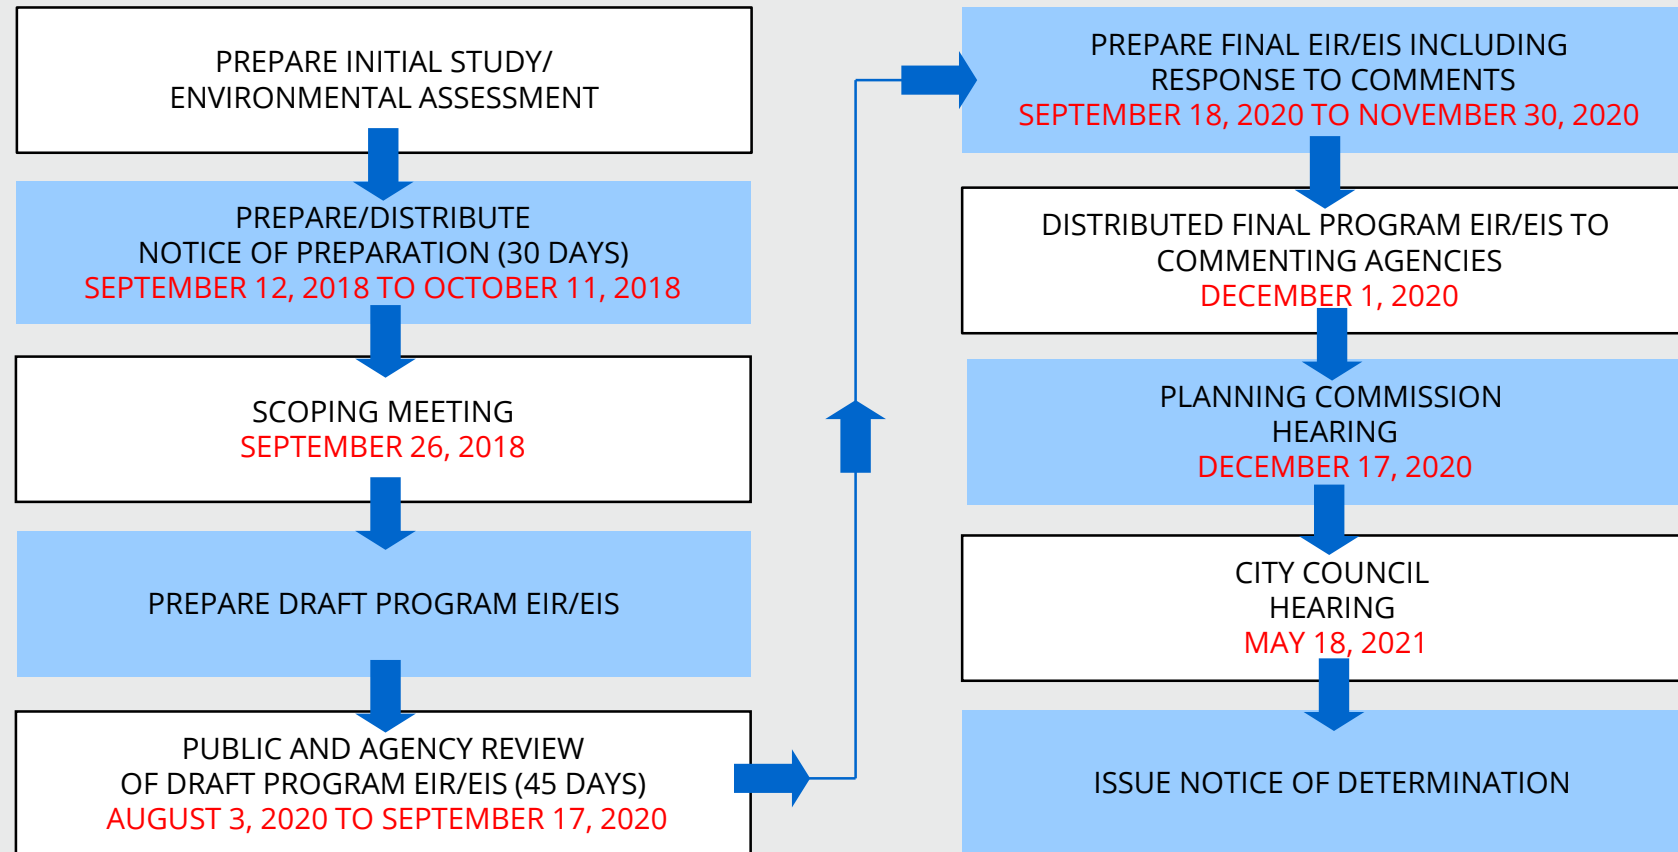 PREPARE INITIAL STUDY/
ENVIRONMENTAL ASSESSMENT
PREPARE/DISTRIBUTE
NOTICE OF PREPARATION (30 DAYS)
SEPTEMBER 12, 2018 TO OCTOBER 11, 2018
SCOPING MEETING
SEPTEMBER 26, 2018
PREPARE DRAFT PROGRAM EIR/EIS
PUBLIC AND AGENCY REVIEW
OF DRAFT PROGRAM EIR/EIS (45 DAYS)
AUGUST 3, 2020 TO SEPTEMBER 17, 2020
PREPARE FINAL EIR/EIS INCLUDING
RESPONSE TO COMMENTS
SEPTEMBER 18, 2020 TO NOVEMBER 30, 2020
DISTRIBUTED FINAL PROGRAM EIR/EIS TO
COMMENTING AGENCIES
DECEMBER 1, 2020
PLANNING COMMISSION
HEARING
DECEMBER 17, 2020
CITY COUNCIL
HEARING
MAY 18, 2021
ISSUE NOTICE OF DETERMINATION